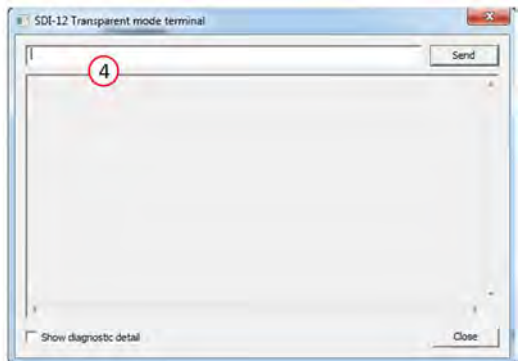 SDI-12 Transparent mode terminal
Send
4
Show diagnostic detail
Close